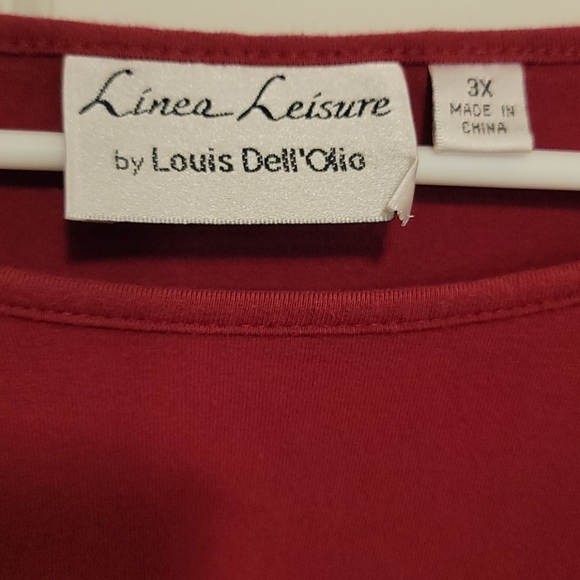 Linea Leisure
by Louis Dell'Olio
3X
MADE IN
CHINA